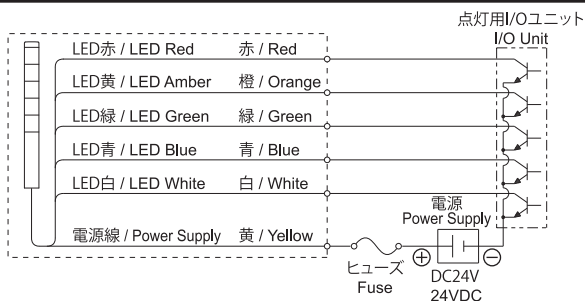 点灯用I/Oユニット
I/O Unit
LED赤 / LED Red 赤 / Red
LED黄 / LED Amber 橙 / Orange
LED緑 / LED Green 緑 / Green
LED青 / LED Blue 青 / Blue
LED白 / LED White 白 / White
電源
Power Supply
電源線 / Power Supply 黄 / Yellow
ヒューズ
Fuse
+
−
DC24V
24VDC